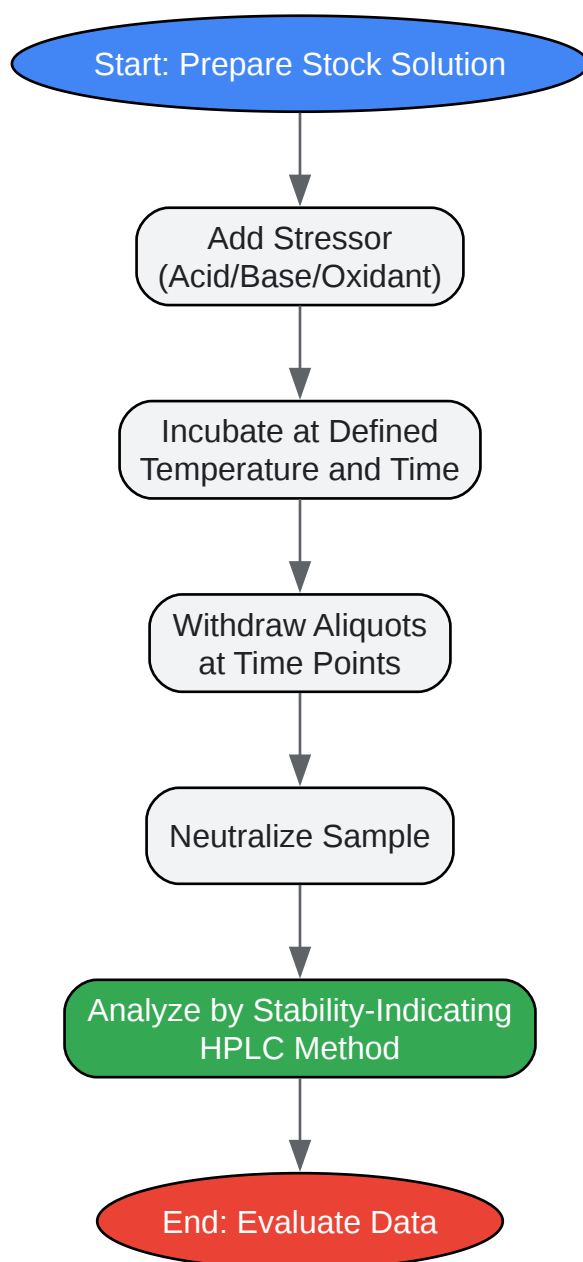 Start: Prepare Stock Solution
Add Stressor
(Acid/Base/Oxidant)
Incubate at Defined
Temperature and Time
Withdraw Aliquots
at Time Points
Neutralize Sample
Analyze by Stability-Indicating
HPLC Method
End: Evaluate Data